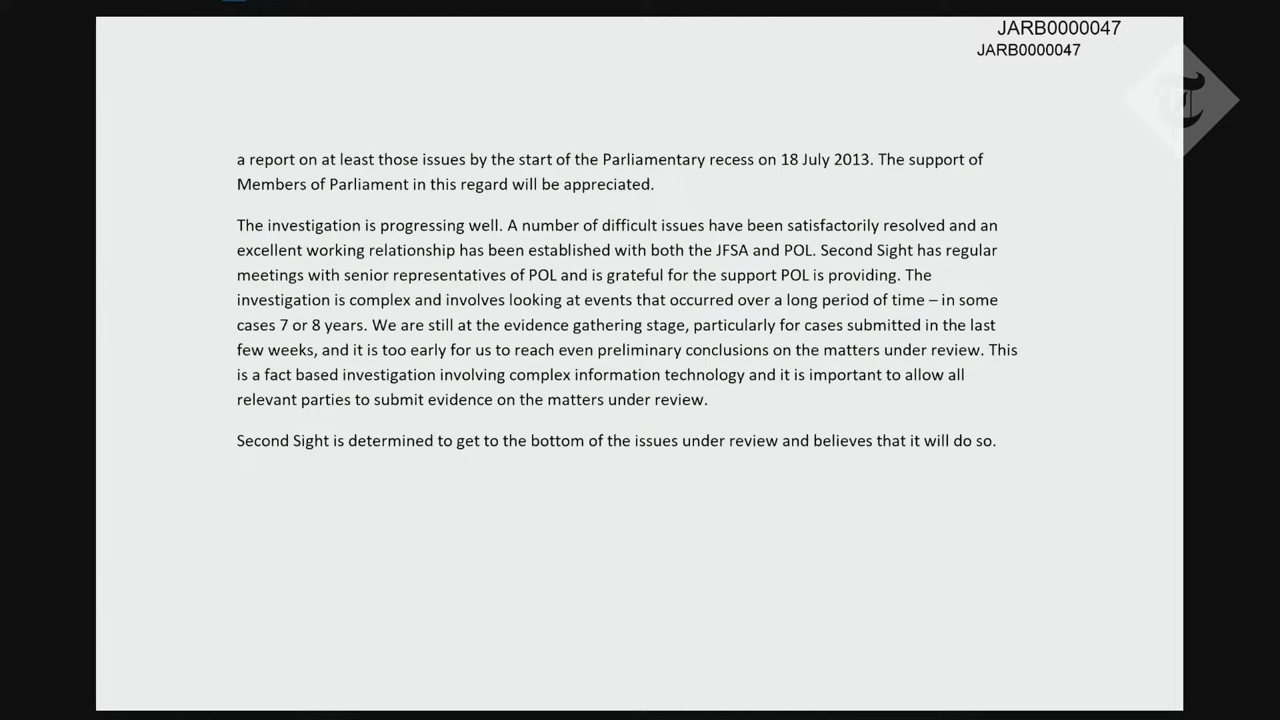 JARB0000047
JARB0000047
a report on at least those issues by the start of the Parliamentary recess on 18 July 2013. The support of
Members of Parliament in this regard will be appreciated.
The investigation is progressing well. A number of difficult issues have been satisfactorily resolved and an
excellent working relationship has been established with both the JFSA and POL. Second Sight has regular
meetings with senior representatives of POL and is grateful for the support POL is providing. The
investigation is complex and involves looking at events that occurred over a long period of time – in some
cases 7 or 8 years. We are still at the evidence gathering stage, particularly for cases submitted in the last
few weeks, and it is too early for us to reach even preliminary conclusions on the matters under review. This
is a fact based investigation involving complex information technology and it is important to allow all
relevant parties to submit evidence on the matters under review.
Second Sight is determined to get to the bottom of the issues under review and believes that it will do so.
T